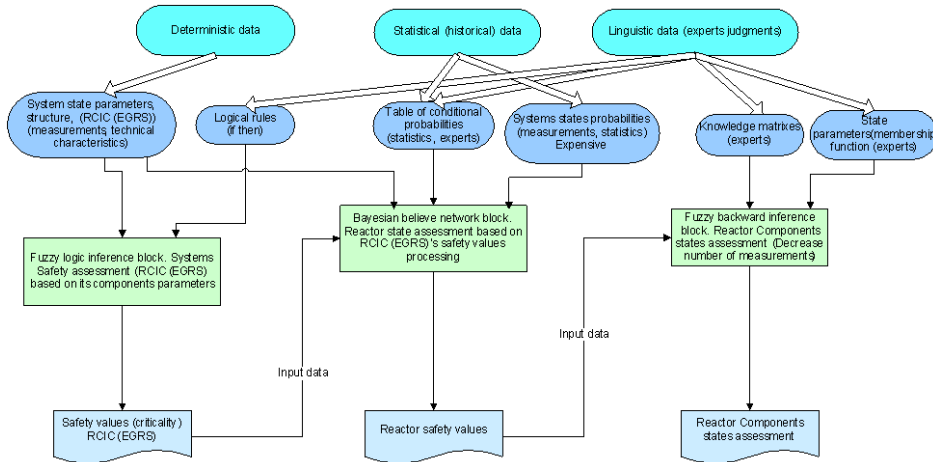 Deterministic data
Statistical (historical) data
Linguistic data (experts judgments)
System state parameters,
structure, (RCIC (EGRS))
(measurements, technical
characteristics)
Logical rules
(if then)
Table of conditional
probabilities
(statistics, experts)
Systems states probabilities
(measurements, statistics)
Expensive
Knowledge matrixes
(experts)
State
parameters(membership
function (experts)
Fuzzy logic inference block. Systems
Safety assessment (RCIC (EGRS)
based on its components parameters
Bayesian believe network block.
Reactor state assessment based on
RCIC (EGRS)'s safety values
processing
Fuzzy backward inference
block. Reactor Components
states assessment (Decrease
number of measurements)
Input data
Input data
Safety values (criticality)
RCIC (EGRS)
Reactor safety values
Reactor Components
states assessment